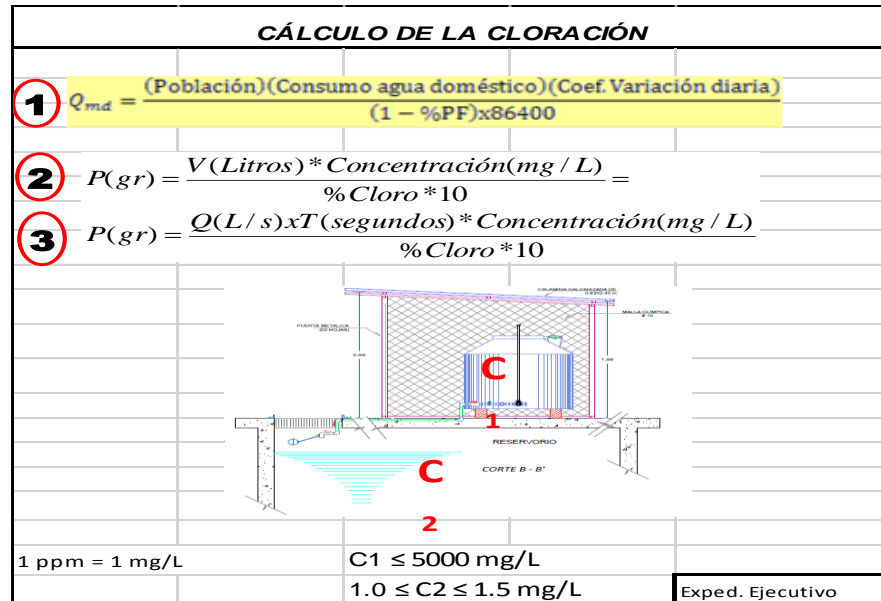 CÁLCULO DE LA CLORACIÓN
1 Q_md = (Población)(Consumo agua doméstico)(Coef. Variación diaria) / (1 − %PF)x86400
2 P(gr) = V(Litros) * Concentración(mg / L) / %Cloro *10 =
3 P(gr) = Q(L/s)xT(segundos) * Concentración(mg / L) / %Cloro *10
CALAMINA GALVANIZADA DE
MALLA OLIMPICA
PUERTA METALICA
(02 HOJAS)
C
1
RESERVORIO
C
CORTE B - B'
2
1 ppm = 1 mg/L
C1 ≤ 5000 mg/L
1.0 ≤ C2 ≤ 1.5 mg/L
Exped. Ejecutivo